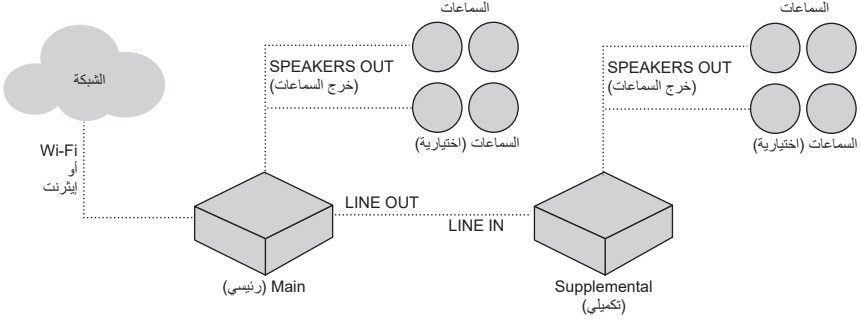 السماعات
السماعات
SPEAKERS OUT
(خرج السماعات)
SPEAKERS OUT
(خرج السماعات)
الشبكة
السماعات (اختيارية)
السماعات (اختيارية)
Wi-Fi
أو
إيثرنت
LINE OUT
LINE IN
Main (رئيسي)
Supplemental
(تكميلي)